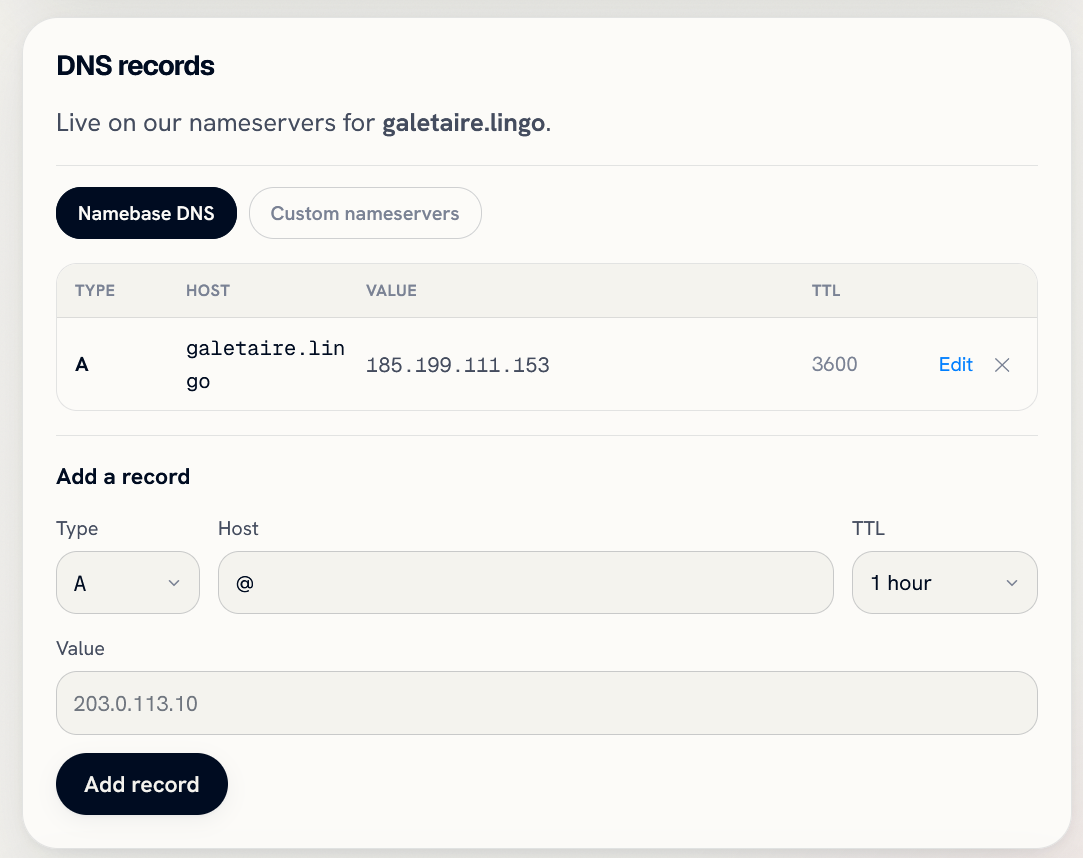 DNS records
Live on our nameservers for galetaire.lingo.
Namebase DNS Custom nameservers
TYPE HOST VALUE TTL
A galetaire.lin 185.199.111.153 3600 Edit
go
Add a record
Type Host TTL
A @ 1 hour
Value
203.0.113.10
Add record